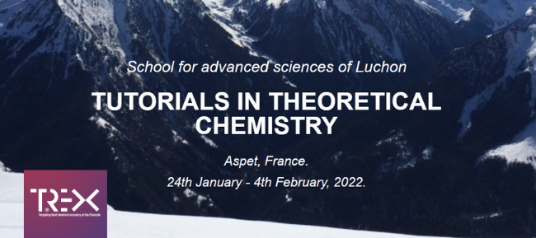 School for advanced sciences of Luchon
TUTORIALS IN THEORETICAL
CHEMISTRY
Aspet, France.
24th January - 4th February, 2022.
TREX